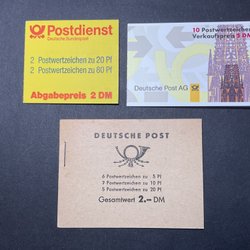 Postdienst
Deutsche Bundespost
2 Postwertzeichen zu 20 Pf
2 Postwertzeichen zu 80 Pf
Abgabepreis 2 DM
10 Postwertzeichen
Verkaufspreis 5 DM
Deutsche Post AG
DEUTSCHE POST
6 Postwertzeichen zu 5 Pf
7 Postwertzeichen zu 10 Pf
5 Postwertzeichen zu 20 Pf
Gesamtwert 2.– DM